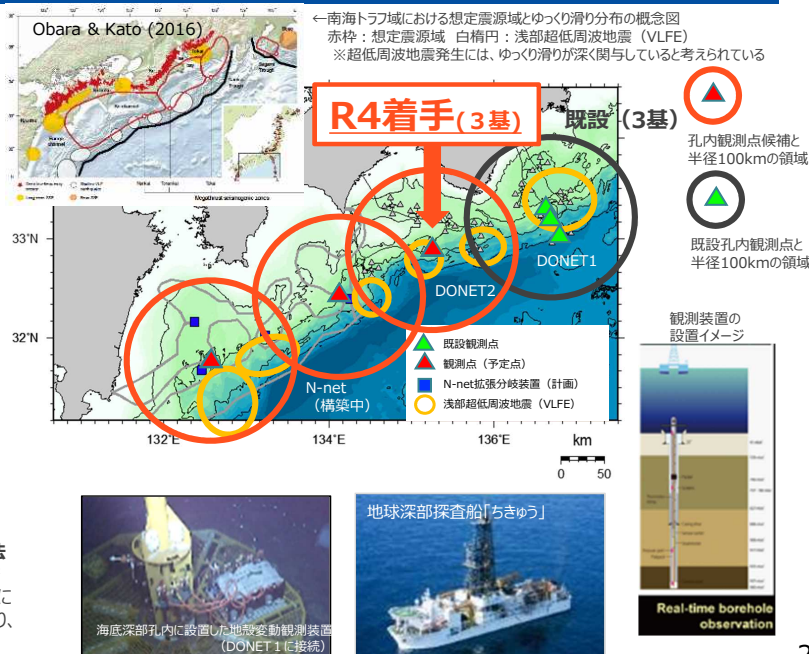 Obara & Kato (2016)
←南海トラフ域における想定震源域とゆっくり滑り分布の概念図
赤枠：想定震源域 白楕円：浅部超低周波地震（VLFE）
※超低周波地震発生には、ゆっくり滑りが深く関与していると考えられている
R4着手(３基)
既設（3基）
孔内観測点候補と
半径100kmの領域
既設孔内観測点と
半径100kmの領域
33°N
32°N
DONET1
DONET2
N-net
（構築中）
既設観測点
観測点（予定点）
N-net拡張分岐装置（計画）
浅部超低周波地震（VLFE）
132°E
134°E
136°E
km
0
50
観測装置の
設置イメージ
Real-time borehole
observation
海底深部孔内に設置した地殻変動観測装置
（DONET１に接続）
地球深部探査船「ちきゅう」
に
り、